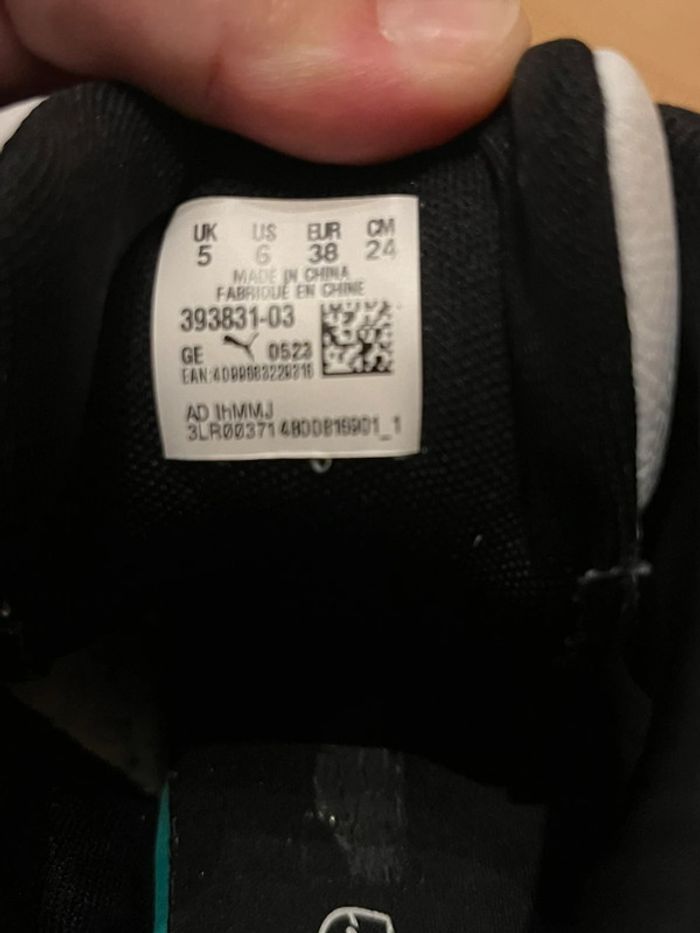 UK US EUR CM
5 6 38 24
MADE IN CHINA
FABRIQUÉ EN CHINE
393831-03
GE 0523
EAN:
AD